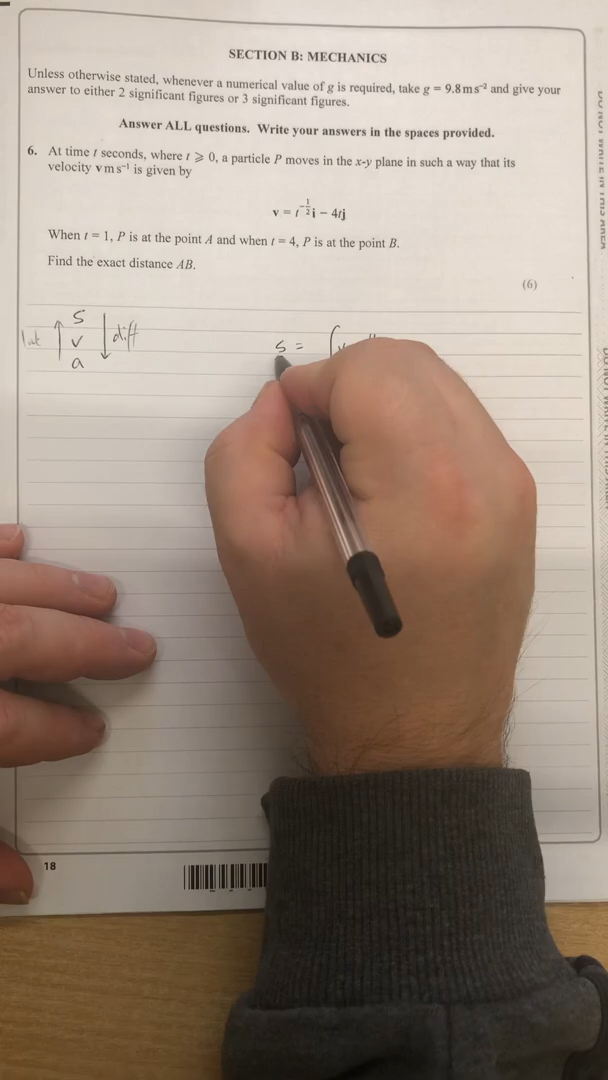 SECTION B: MECHANICS
Unless otherwise stated, whenever a numerical value of g is required, take g = 9.8 m s⁻² and give your
answer to either 2 significant figures or 3 significant figures.
Answer ALL questions. Write your answers in the spaces provided.
6. At time t seconds, where t ⩾ 0, a particle P moves in the x-y plane in such a way that its
velocity v m s⁻¹ is given by
v = t^(-1/2) i – 4tj
When t = 1, P is at the point A and when t = 4, P is at the point B.
Find the exact distance AB.
(6)
s
Int ↑ v ↓ diff
a
s = ∫ v
18